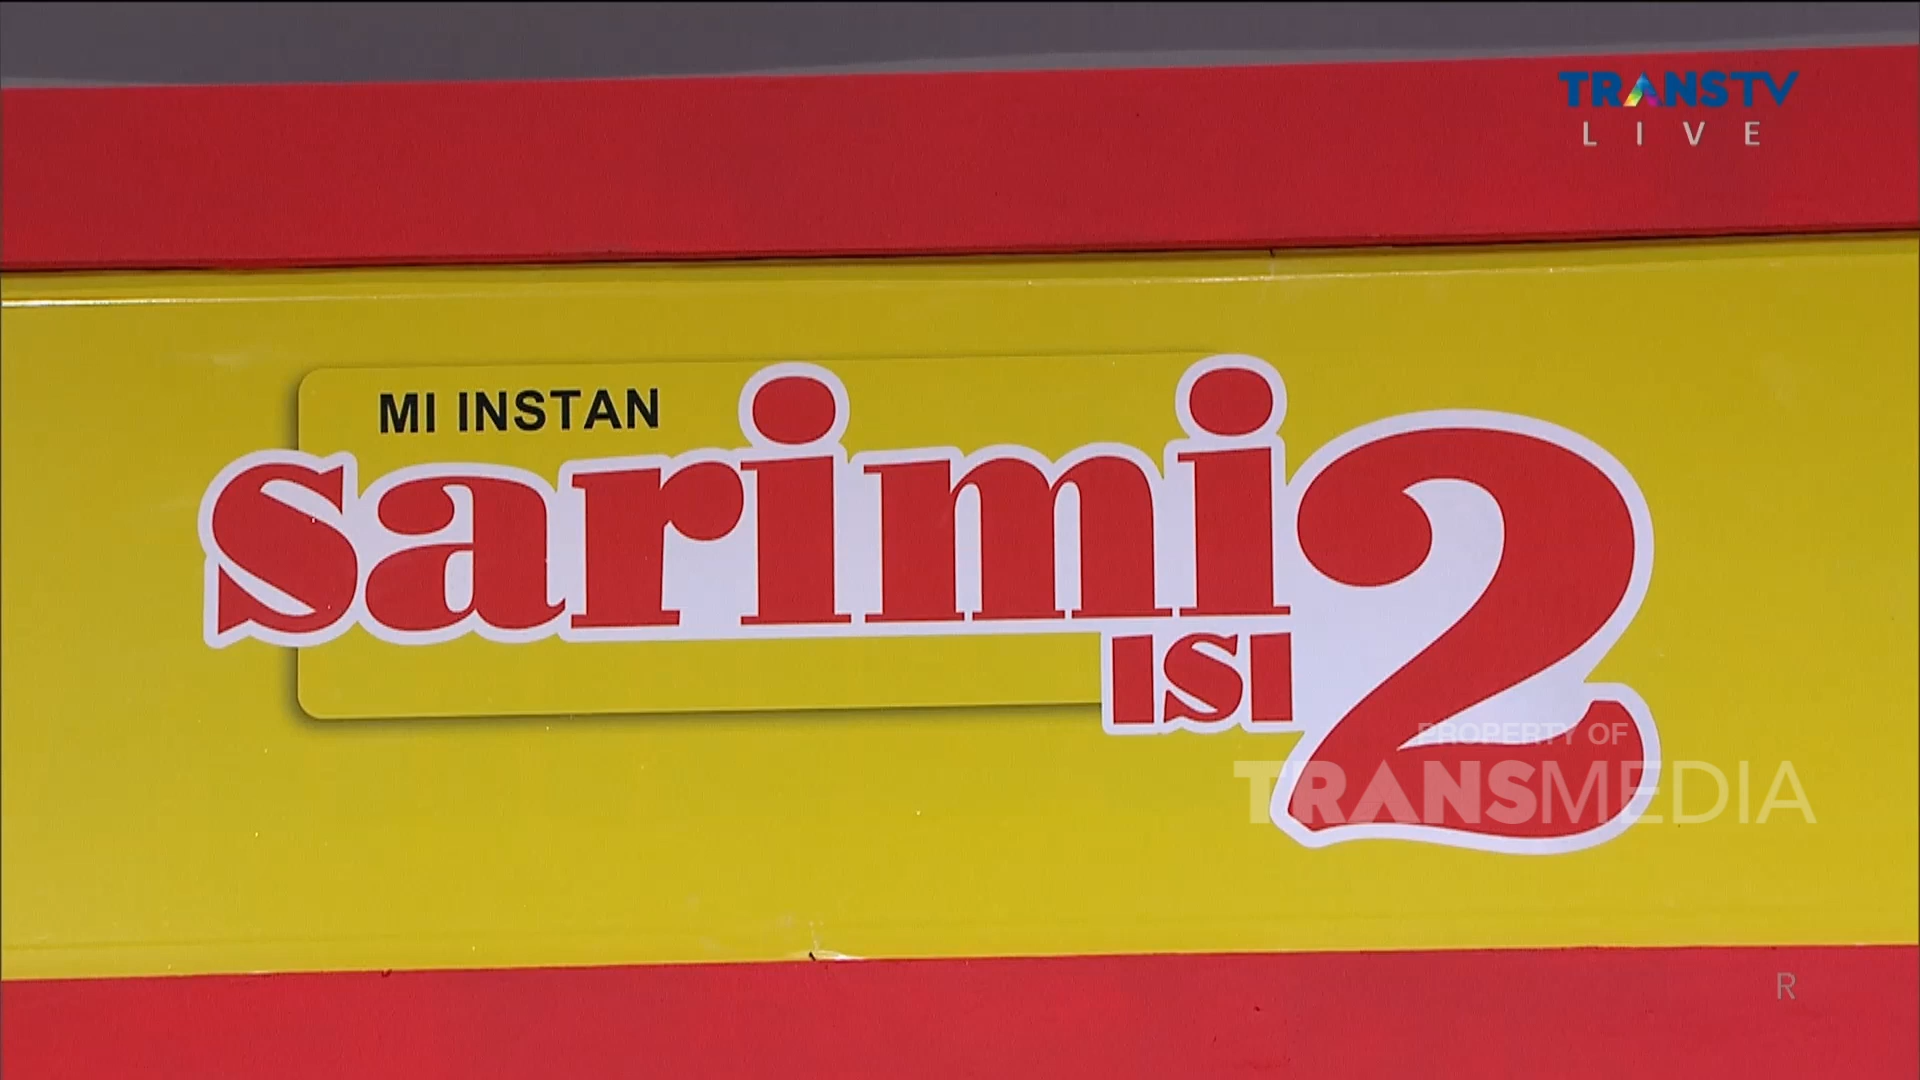 TRANSTV
LIVE
MI INSTAN
sarimi
ISI 2
PROPERTY OF
TRANSMEDIA
R